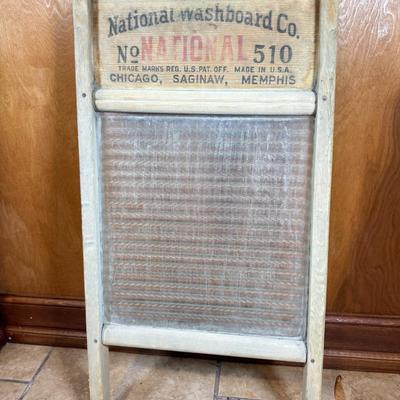 National Washboard Co.
No NATIONAL 510
TRADE MARKS REG. U.S. PAT. OFF. MADE IN U.S.A.
CHICAGO, SAGINAW, MEMPHIS